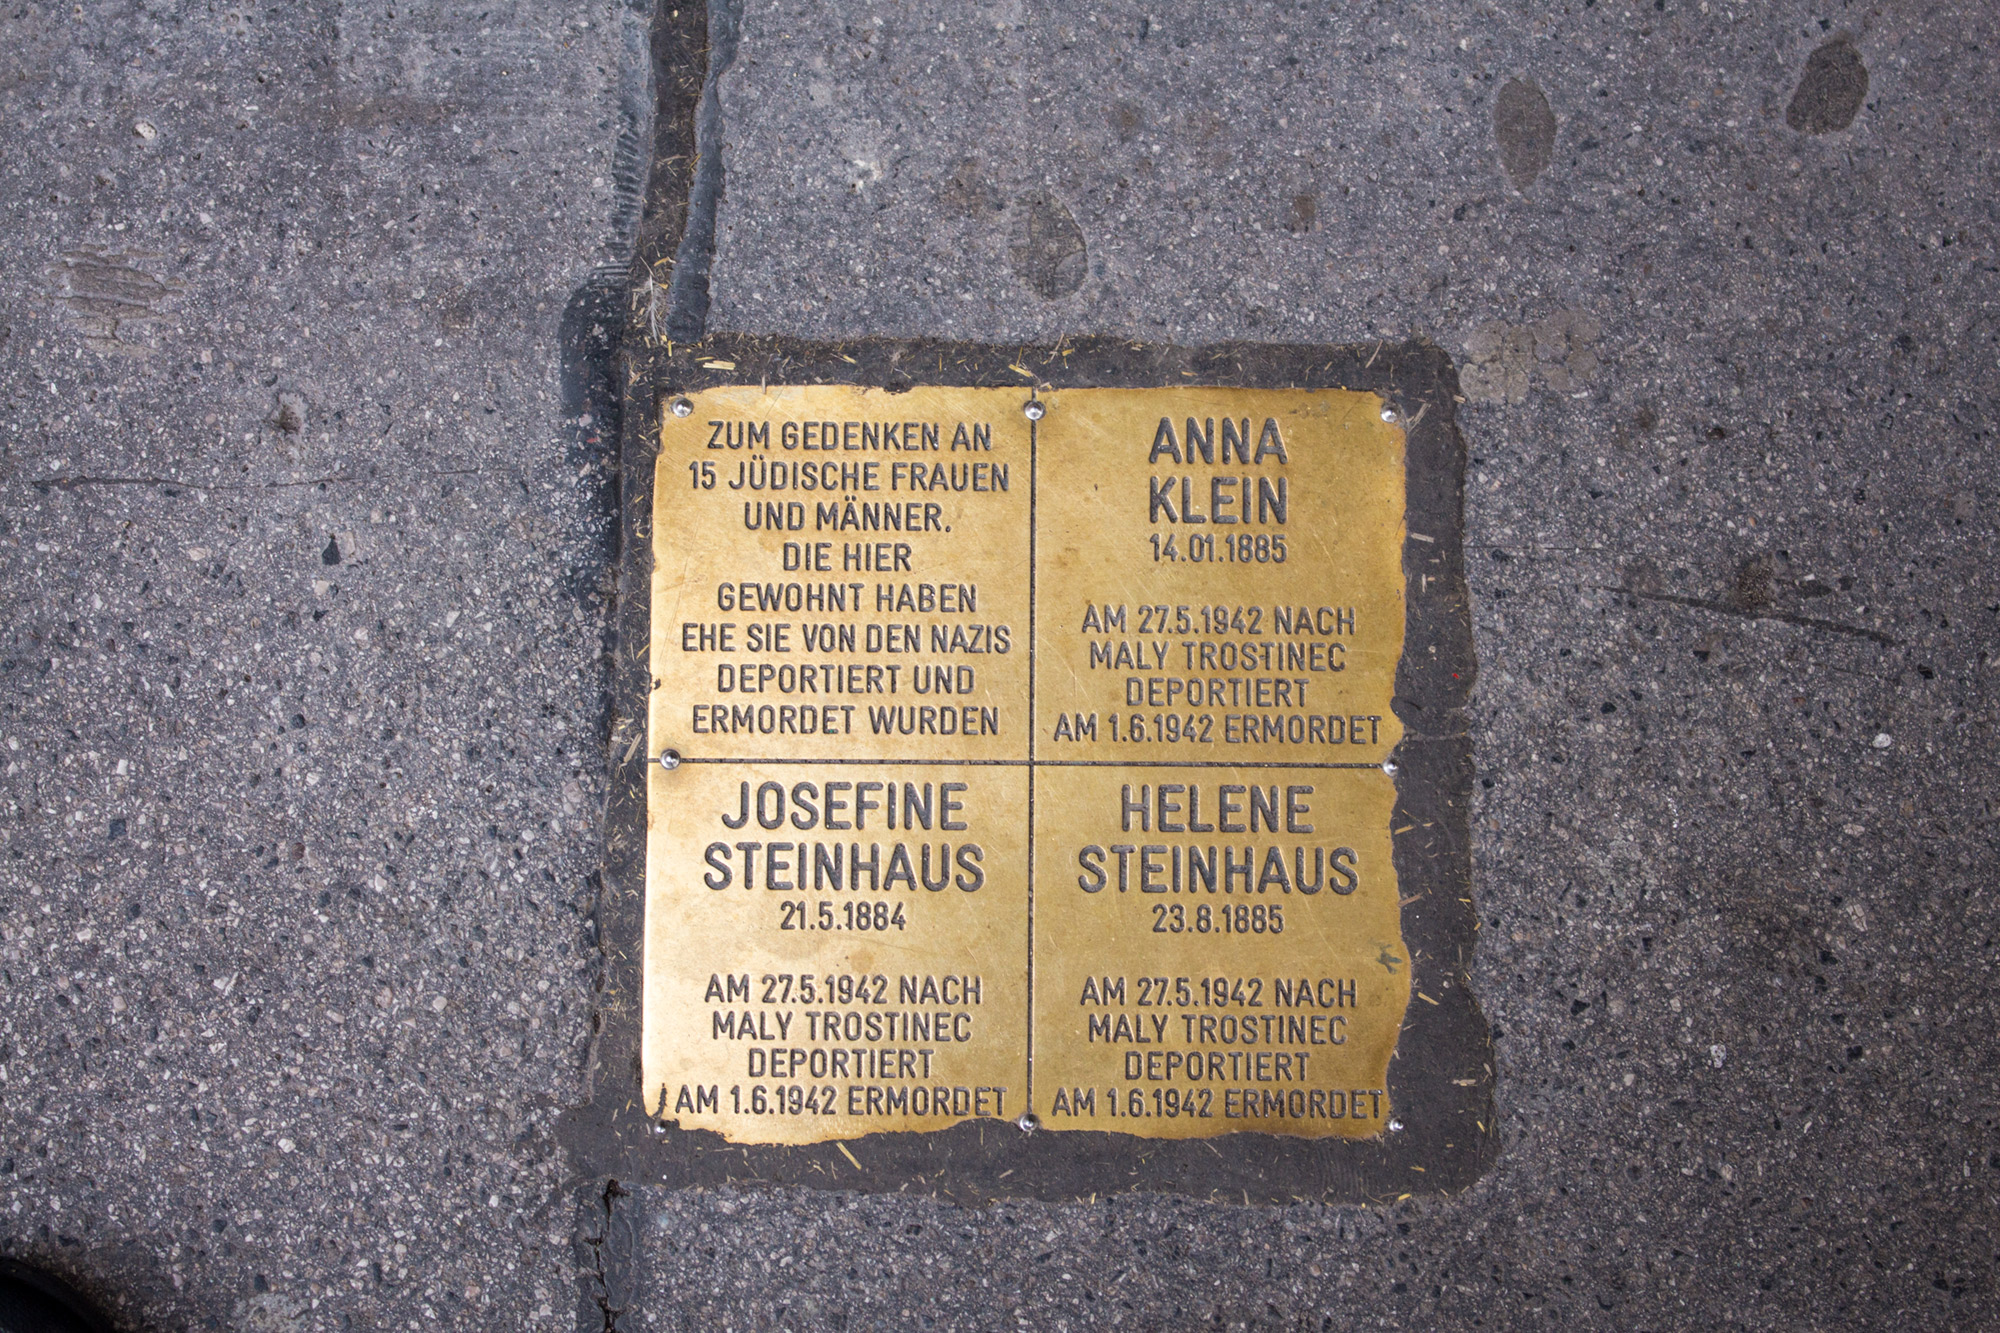 ZUM GEDENKEN AN
15 JÜDISCHE FRAUEN
UND MÄNNER.
DIE HIER
GEWOHNT HABEN
EHE SIE VON DEN NAZIS
DEPORTIERT UND
ERMORDET WURDEN
ANNA
KLEIN
14.01.1885
AM 27.5.1942 NACH
MALY TROSTINEC
DEPORTIERT
AM 1.6.1942 ERMORDET
JOSEFINE
STEINHAUS
21.5.1884
AM 27.5.1942 NACH
MALY TROSTINEC
DEPORTIERT
AM 1.6.1942 ERMORDET
HELENE
STEINHAUS
23.8.1885
AM 27.5.1942 NACH
MALY TROSTINEC
DEPORTIERT
AM 1.6.1942 ERMORDET